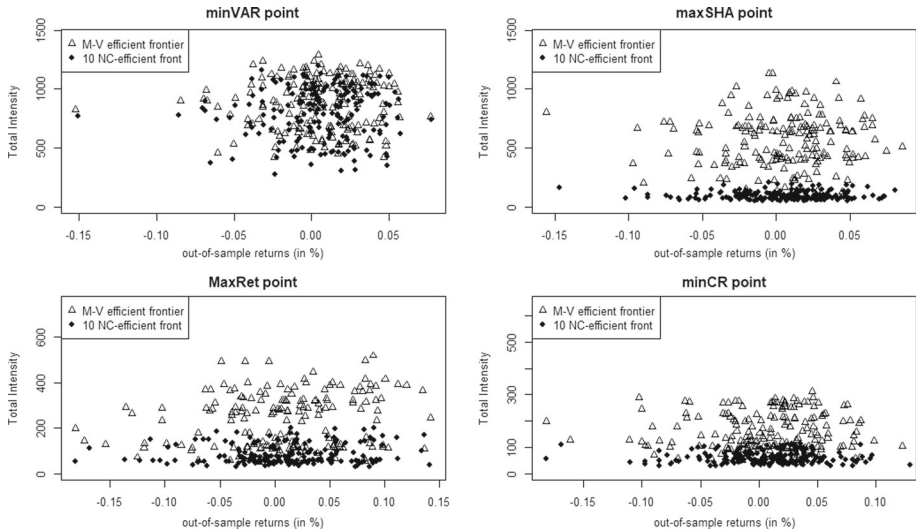 minVAR point
Total Intensity
1500
1000
500
0
M-V efficient frontier
10 NC-efficient front
-0.15
-0.10
-0.05
0.00
0.05
out-of-sample returns (in %)
maxSHA point
Total Intensity
1500
1000
500
0
M-V efficient frontier
10 NC-efficient front
-0.15
-0.10
-0.05
0.00
0.05
out-of-sample returns (in %)
MaxRet point
Total Intensity
600
400
200
0
M-V efficient frontier
10 NC-efficient front
-0.15
-0.10
-0.05
0.00
0.05
0.10
0.15
out-of-sample returns (in %)
minCR point
Total Intensity
500
300
100
0
M-V efficient frontier
10 NC-efficient front
-0.15
-0.10
-0.05
0.00
0.05
0.10
out-of-sample returns (in %)